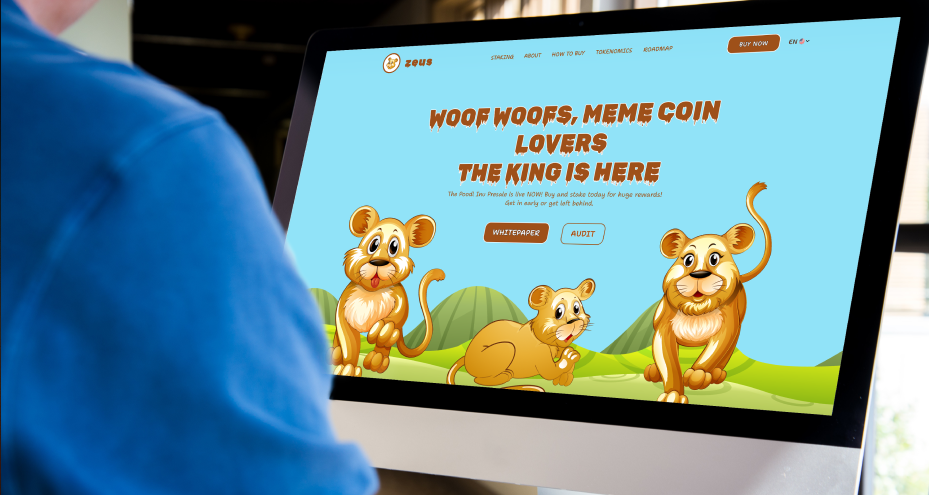 ZEUS
STAKING ABOUT HOW TO BUY TOKENOMICS ROADMAP
BUY NOW
EN
WOOF WOOFS, MEME COIN
LOVERS
THE KING IS HERE
The Pood! Inu Presale is live NOW! Buy and stake today for huge rewards!
Get in early or get left behind.
WHITEPAPER AUDIT